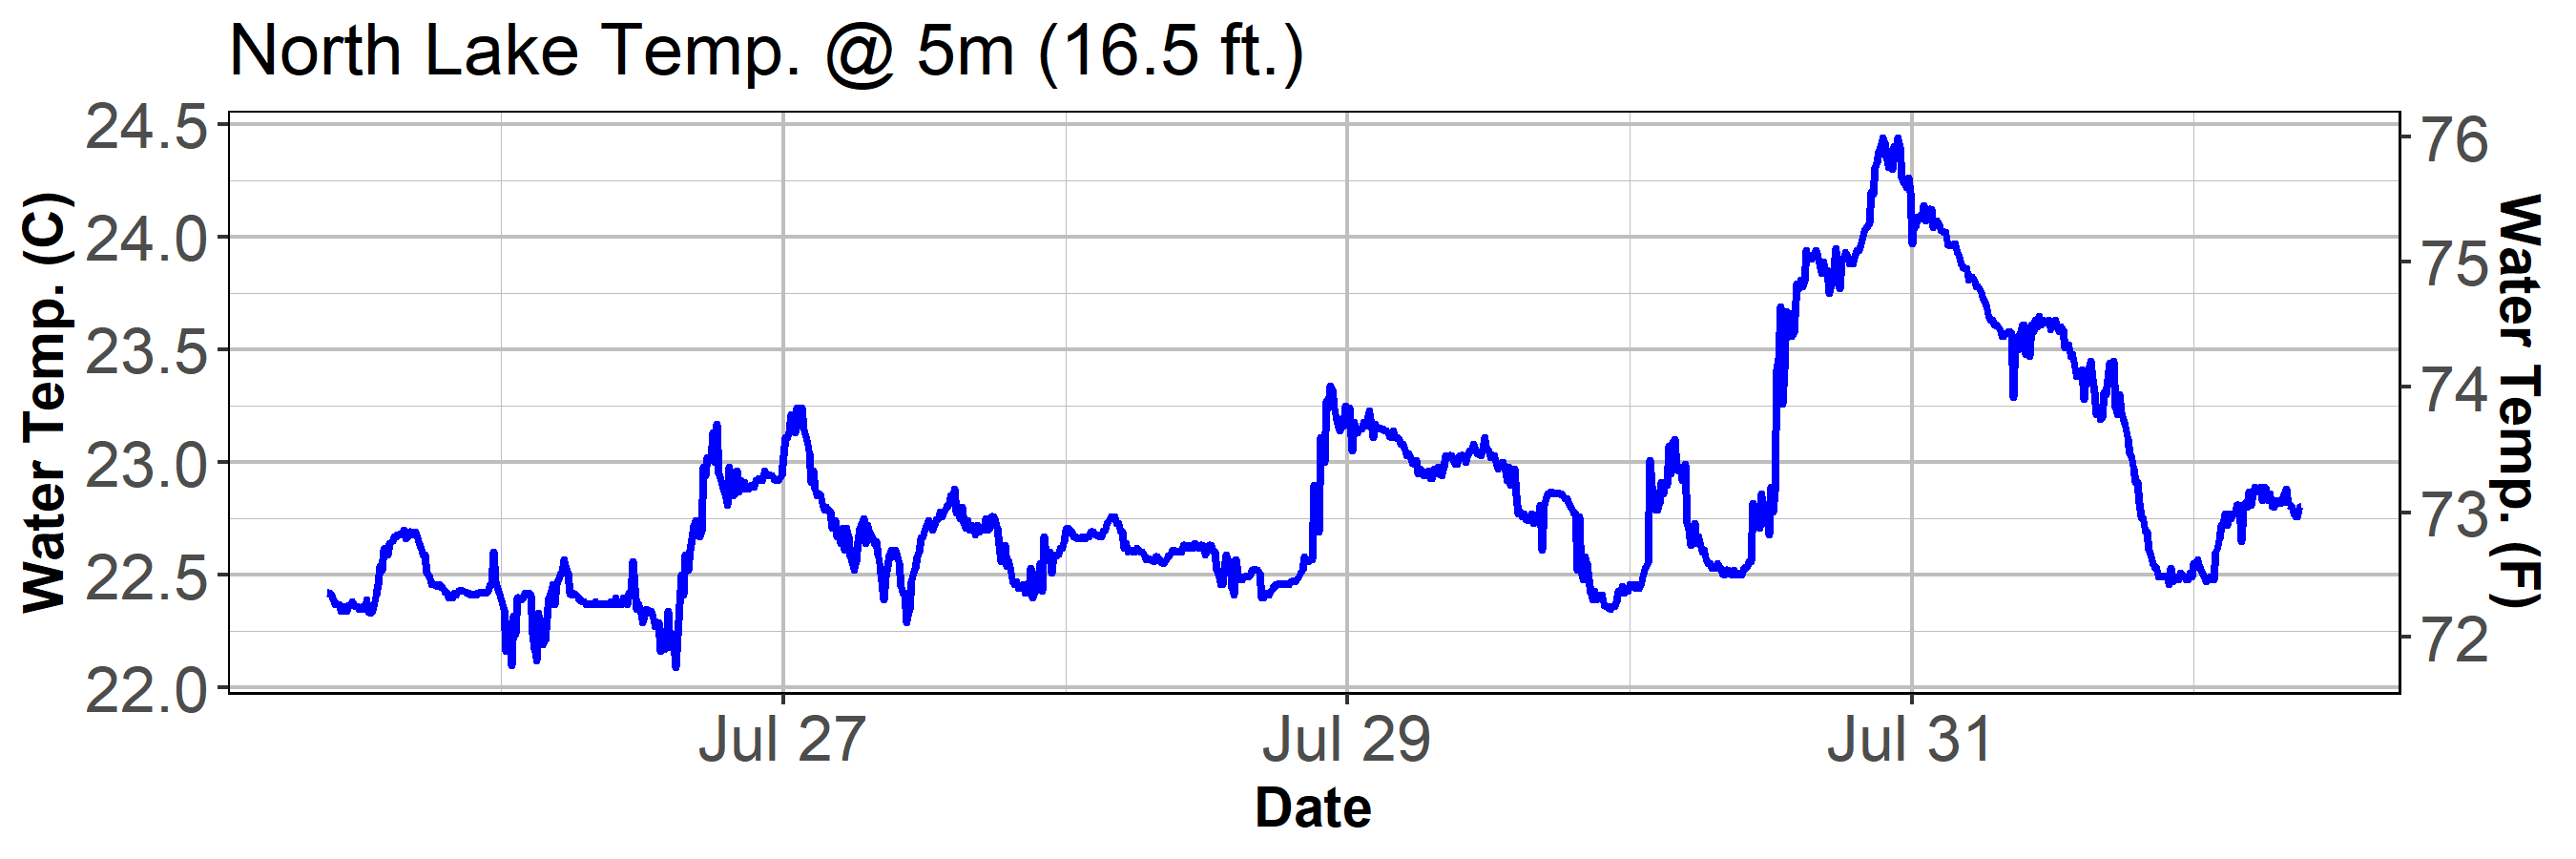 North Lake Temp. @ 5m (16.5 ft.)
Water Temp. (C)
24.5
24.0
23.5
23.0
22.5
22.0
76
75
74
73
72
Water Temp. (F)
Jul 27
Jul 29
Jul 31
Date